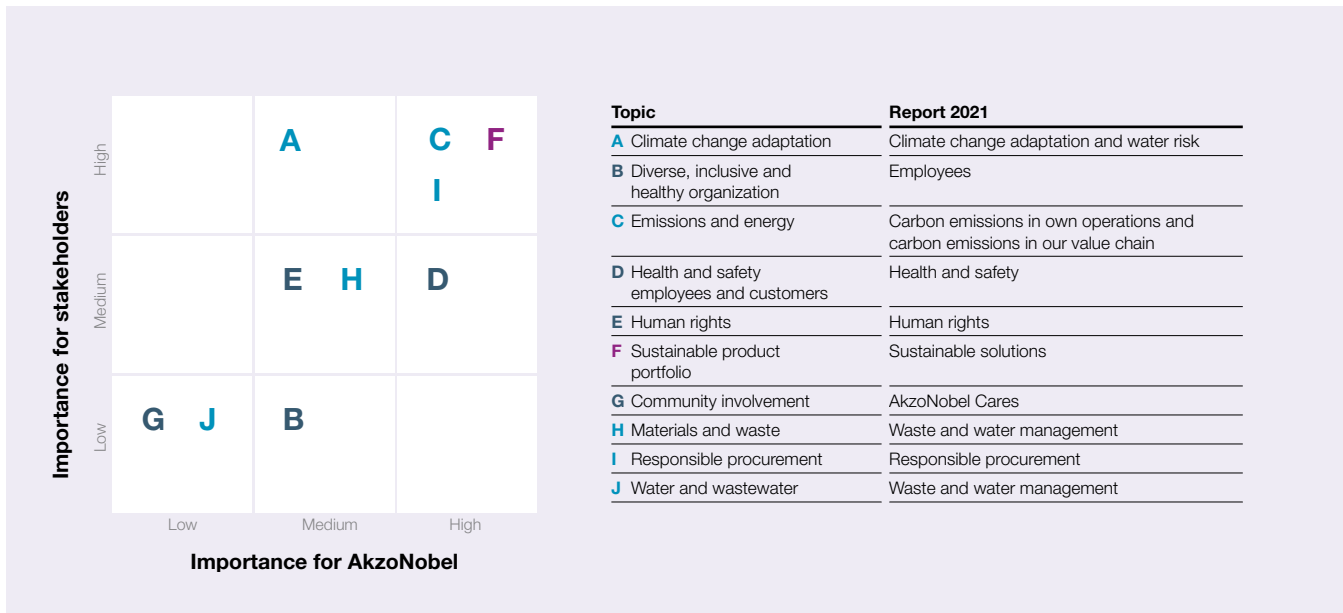 Importance for stakeholders
High
Medium
Low
A
C F
I
E H
D
G J
B
Low Medium High
Importance for AkzoNobel
Topic Report 2021
A Climate change adaptation Climate change adaptation and water risk
B Diverse, inclusive and Employees
healthy organization
C Emissions and energy Carbon emissions in own operations and
carbon emissions in our value chain
D Health and safety Health and safety
employees and customers
E Human rights Human rights
F Sustainable product Sustainable solutions
portfolio
G Community involvement AkzoNobel Cares
H Materials and waste Waste and water management
I Responsible procurement Responsible procurement
J Water and wastewater Waste and water management